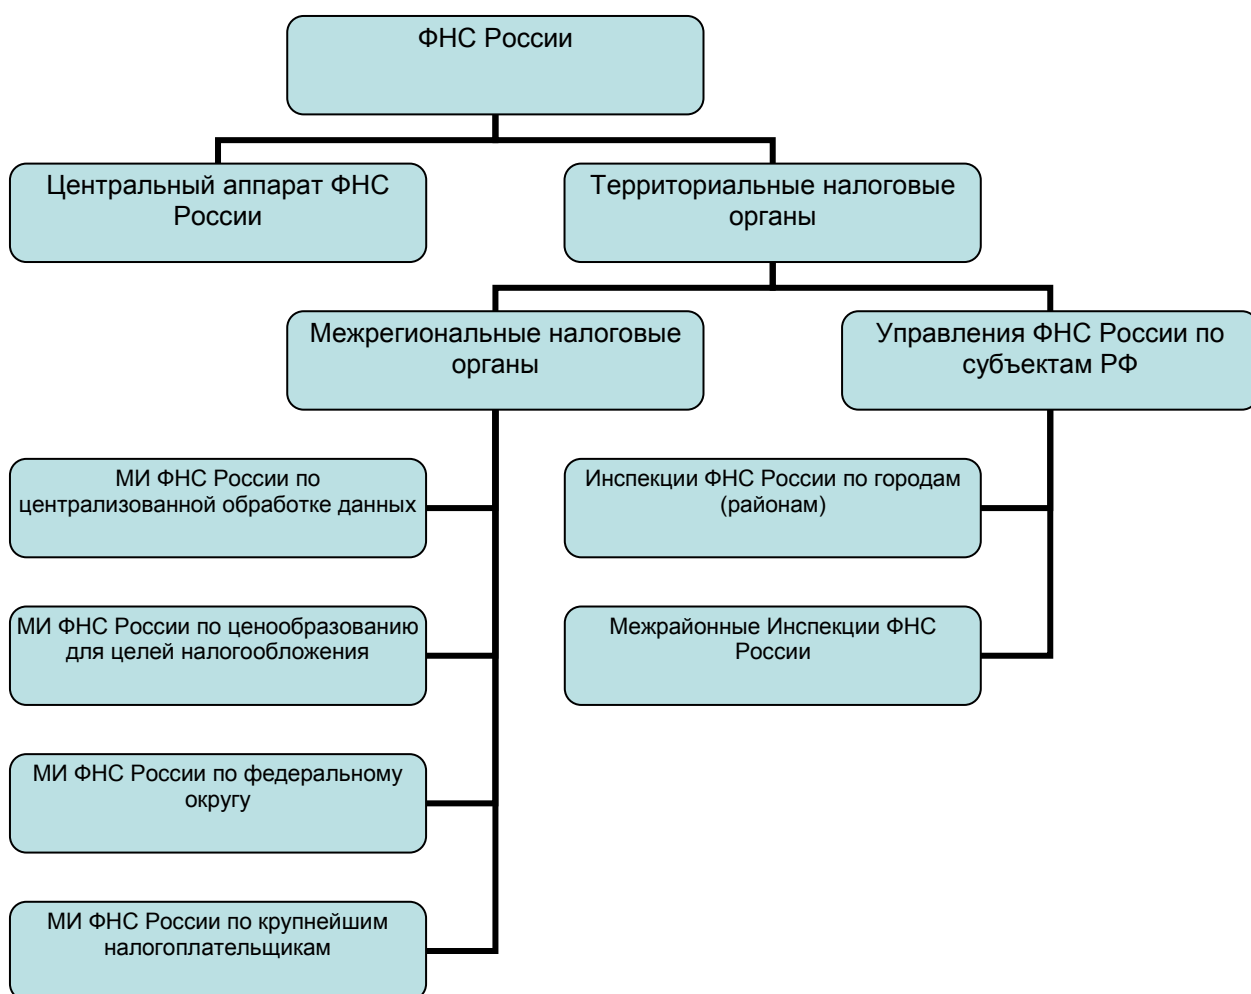 ФНС России
Центральный аппарат ФНС
России
Территориальные налоговые
органы
Межрегиональные налоговые
органы
Управления ФНС России по
субъектам РФ
МИ ФНС России по
централизованной обработке данных
Инспекции ФНС России по городам
(районам)
МИ ФНС России по ценообразованию
для целей налогообложения
Межрайонные Инспекции ФНС
России
МИ ФНС России по федеральному
округу
МИ ФНС России по крупнейшим
налогоплательщикам